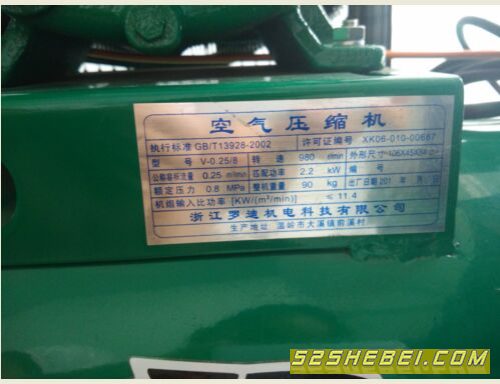 空气压缩机
执行标准 GB/T13928-2002 许可证编号 XK06-010-00667
型 号 V-0.25/8 转 速 980 r/min 外形尺寸
公称容积流量 0.25 m³/min 匹配功率 2.2 kW 编 号
额定压力 0.8 MPa 整机重量 90 kg 出厂日期 201 年 月
机组输入比功率 [KW/(m³/min)] ≤ 11.4
浙江罗速机电科技有限公司
生产地址 温岭市大溪镇前溪村
52SHEBEI.COM